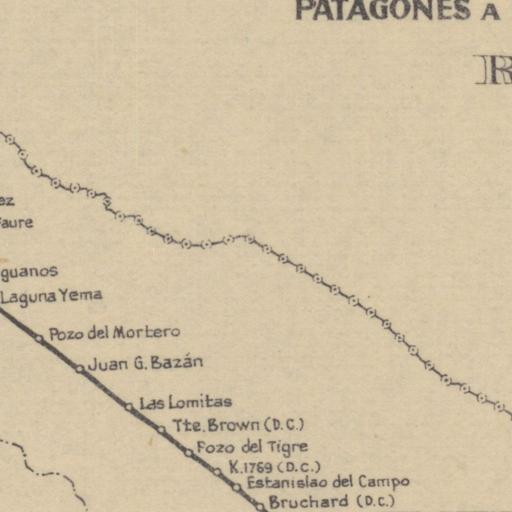 PATAGONES A
R
ez
Faure
guanos
Laguna Yema
Pozo del Mortero
Juan G. Bazán
Las Lomitas
Tte. Brown (D.C.)
Fozo del Tigre
K.1769 (D.C.)
Estanislao del Campo
Bruchard (D.C.)